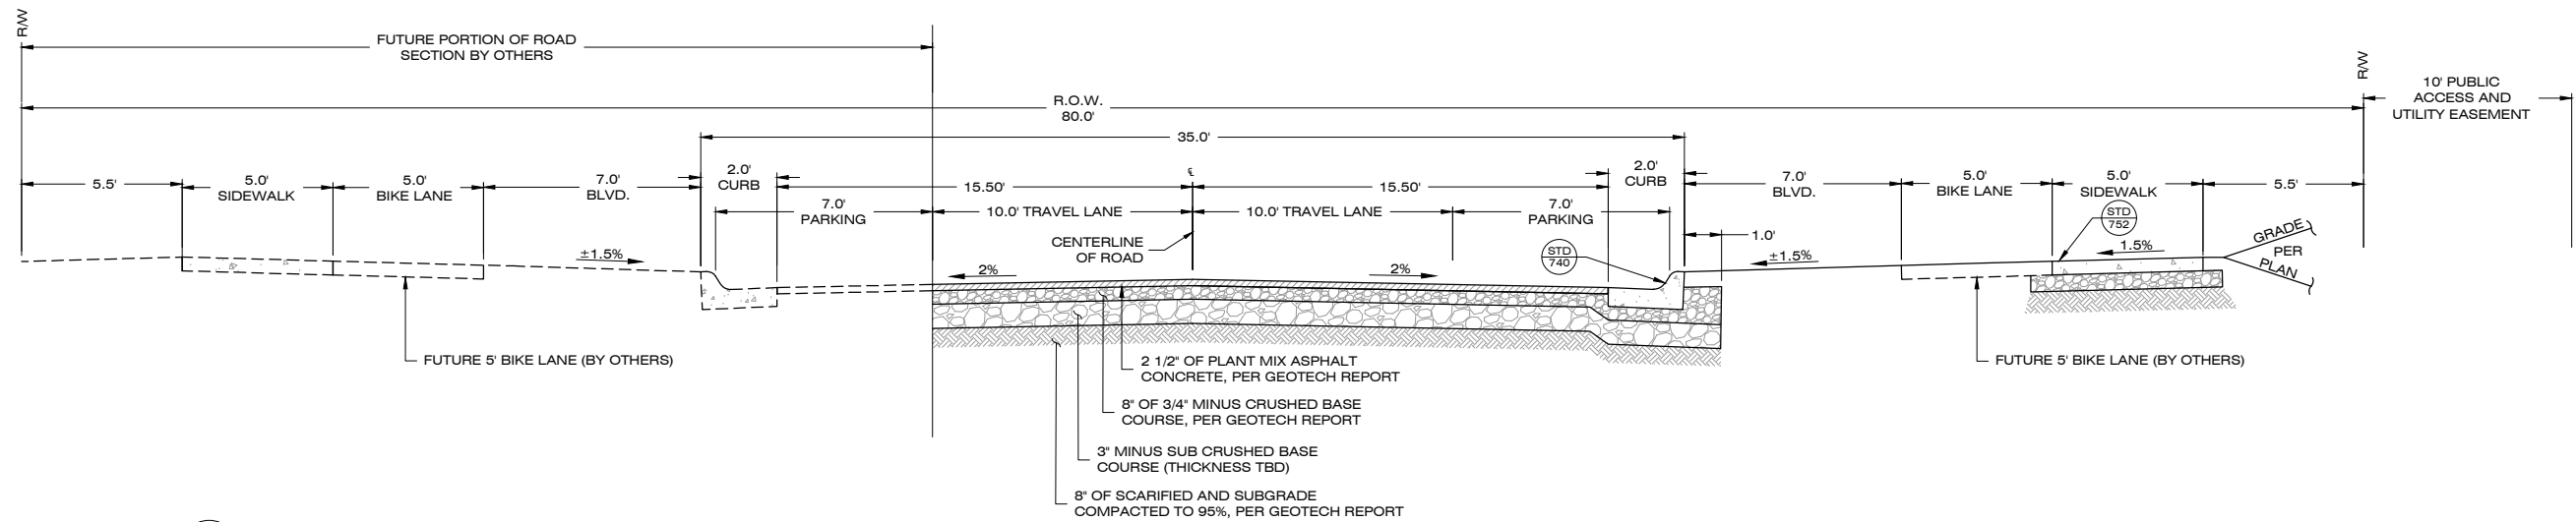 R/W
FUTURE PORTION OF ROAD
SECTION BY OTHERS
R/W
10' PUBLIC
ACCESS AND
UTILITY EASEMENT
R.O.W.
80.0'
35.0'
5.5'
5.0'
SIDEWALK
5.0'
BIKE LANE
7.0'
BLVD.
2.0'
CURB
15.50'
℄
15.50'
2.0'
CURB
7.0'
BLVD.
5.0'
BIKE LANE
5.0'
SIDEWALK
5.5'
7.0'
PARKING
10.0' TRAVEL LANE
10.0' TRAVEL LANE
7.0'
PARKING
1.0'
STD
752
CENTERLINE
OF ROAD
STD
740
±1.5%
2%
2%
±1.5%
1.5%
GRADE
PER
PLAN
FUTURE 5' BIKE LANE (BY OTHERS)
FUTURE 5' BIKE LANE (BY OTHERS)
2 1/2" OF PLANT MIX ASPHALT
CONCRETE, PER GEOTECH REPORT
8" OF 3/4" MINUS CRUSHED BASE
COURSE, PER GEOTECH REPORT
3" MINUS SUB CRUSHED BASE
COURSE (THICKNESS TBD)
8" OF SCARIFIED AND SUBGRADE
COMPACTED TO 95%, PER GEOTECH REPORT